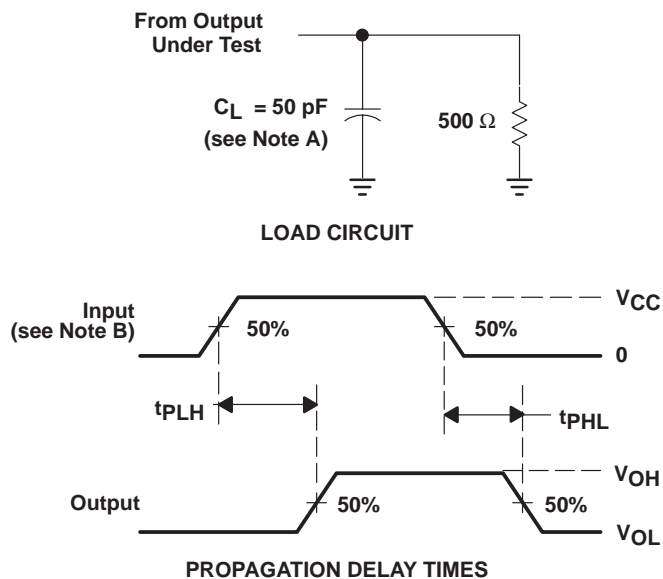 From Output
Under Test
CL = 50 pF
(see Note A)
500 Ω
LOAD CIRCUIT
Input
(see Note B)
50%
50%
VCC
0
tPLH
tPHL
Output
50%
50%
VOH
VOL
PROPAGATION DELAY TIMES